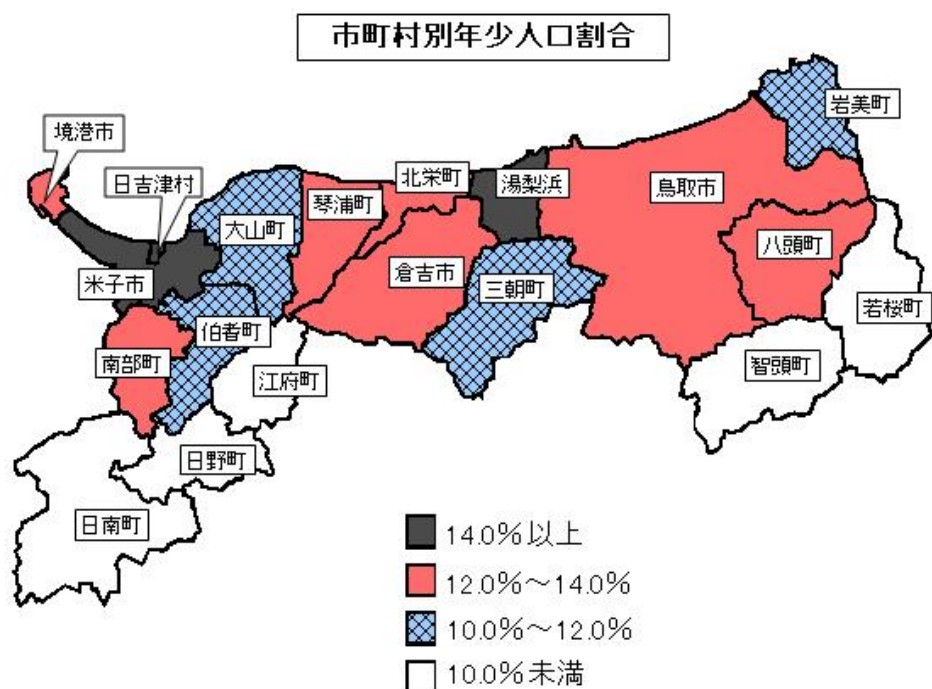 市町村別年少人口割合
境港市
岩美町
日吉津村
北栄町
湯梨浜
鳥取市
琴浦町
大山町
八頭町
倉吉市
米子市
三朝町
若桜町
伯耆町
南部町
智頭町
江府町
日野町
日南町
14.0%以上
12.0%~14.0%
10.0%~12.0%
10.0%未満